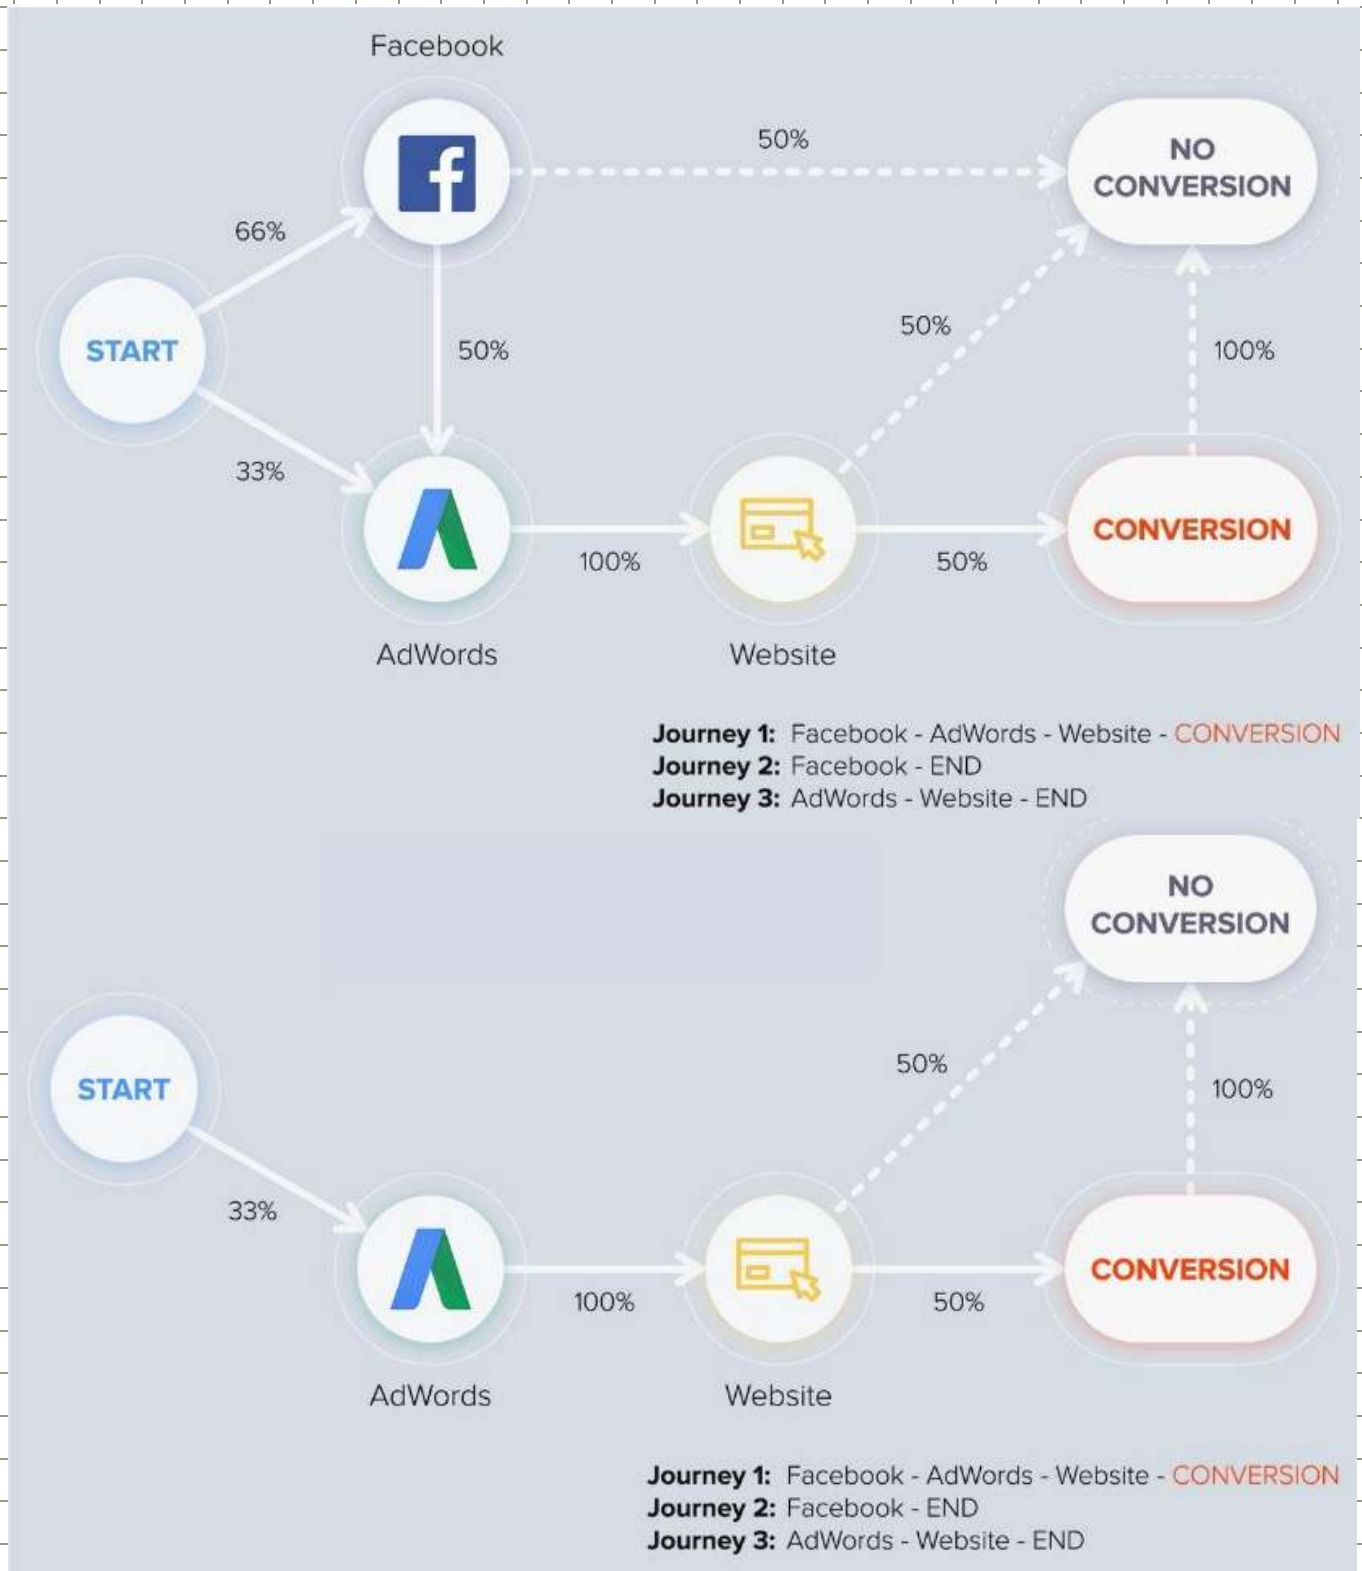 Facebook
50%
NO
CONVERSION
66%
50%
START
50%
100%
33%
CONVERSION
100%
50%
AdWords
Website
Journey 1: Facebook - AdWords - Website - CONVERSION
Journey 2: Facebook - END
Journey 3: AdWords - Website - END
NO
CONVERSION
50%
START
100%
33%
CONVERSION
100%
50%
AdWords
Website
Journey 1: Facebook - AdWords - Website - CONVERSION
Journey 2: Facebook - END
Journey 3: AdWords - Website - END